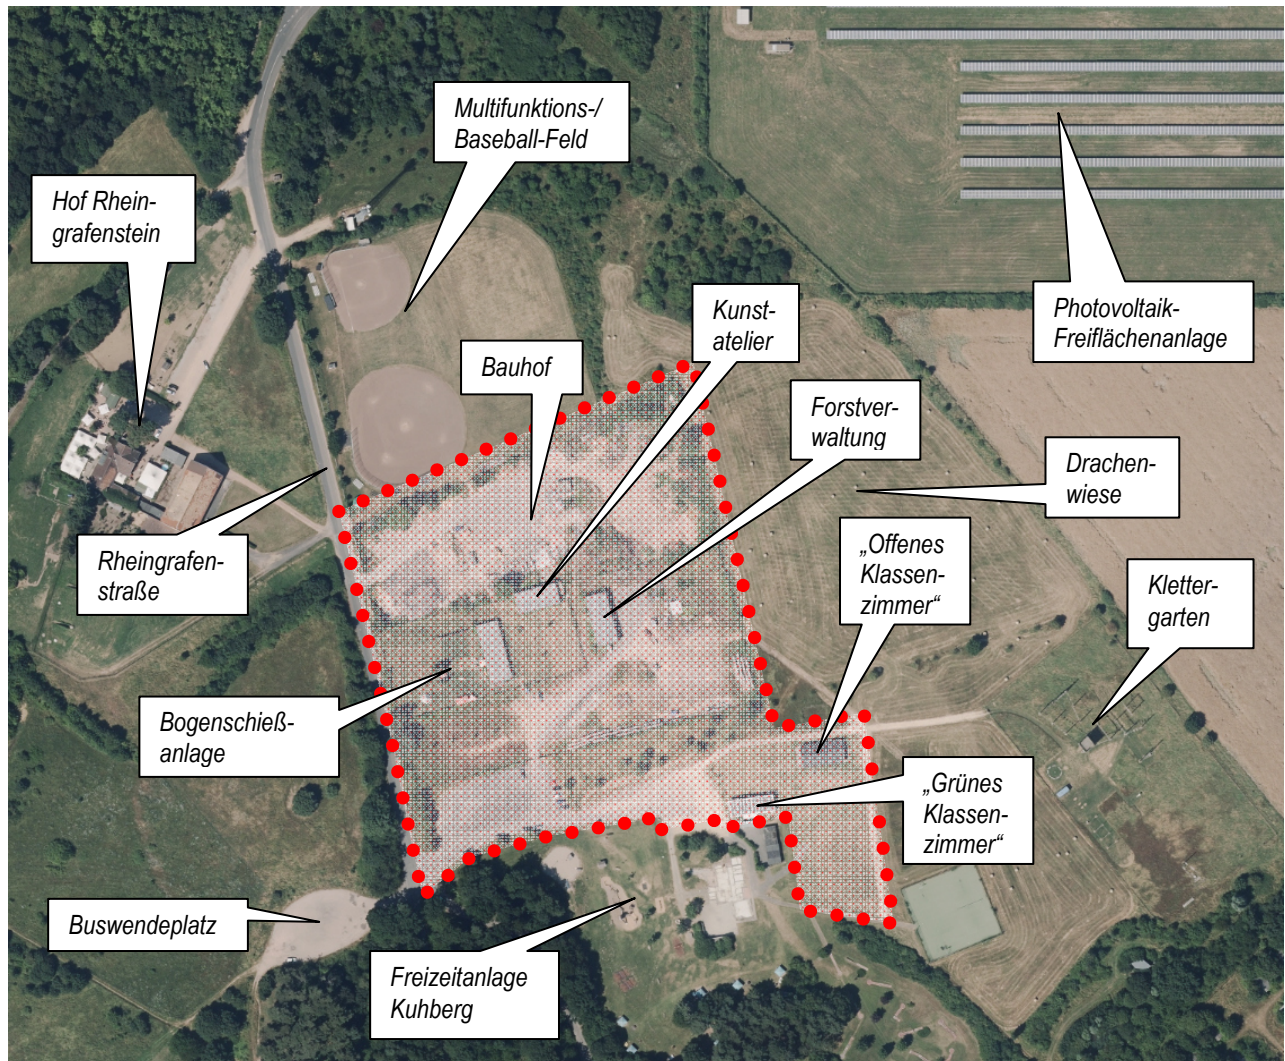 Multifunktions-/
Baseball-Feld
Hof Rhein-
grafenstein
Kunst-
atelier
Photovoltaik-
Freiflächenanlage
Bauhof
Forstver-
waltung
Drachen-
wiese
Rheingrafen-
straße
„Offenes
Klassen-
zimmer“
Kletter-
garten
Bogenschieß-
anlage
„Grünes
Klassen-
zimmer“
Buswendeplatz
Freizeitanlage
Kuhberg